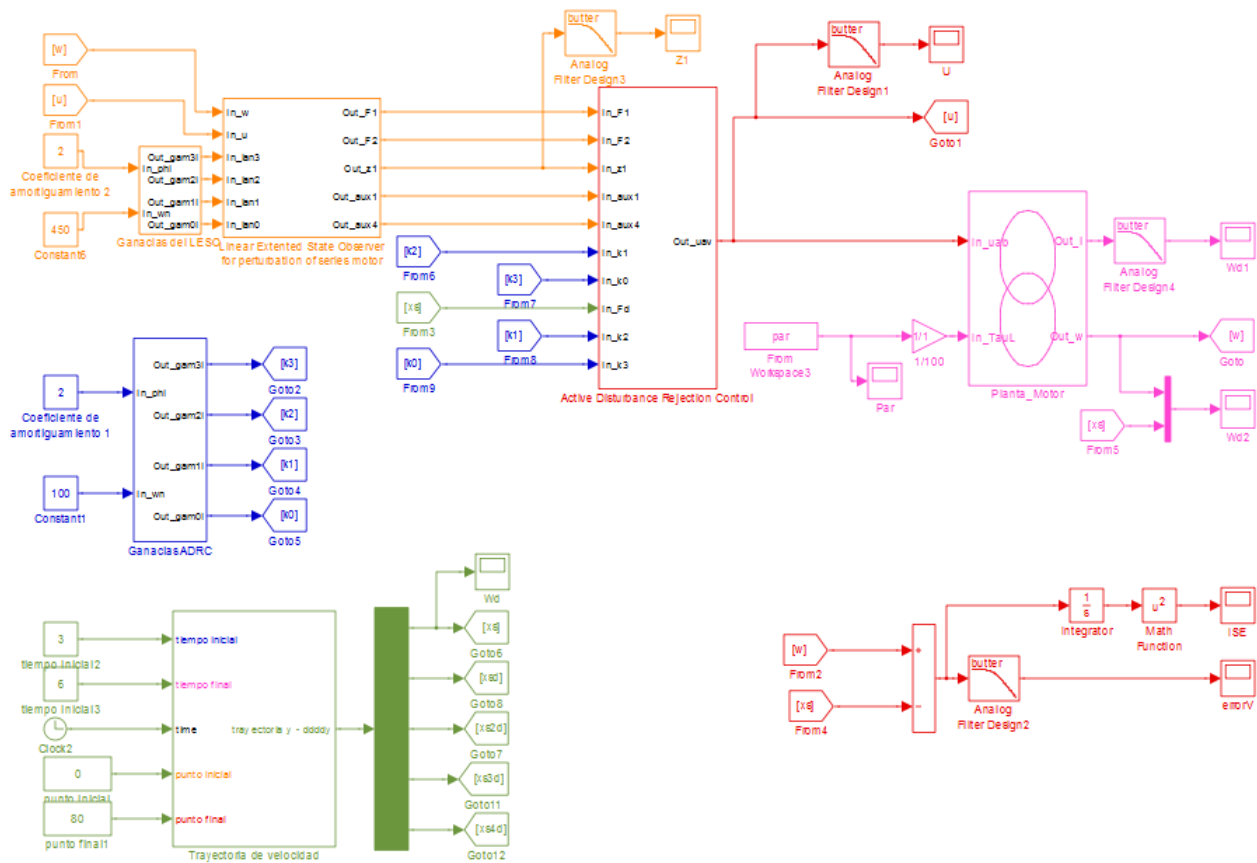 [w]
From
[u]
From1
2
Coeficiente de
amortiguamiento 2
450
Constant6
In_phi
In_wn
Out_gam3l
Out_gam2l
Out_gam1l
Out_gam0l
Ganacias del LESO
In_w
In_u
In_lan3
In_lan2
In_lan1
In_lan0
Out_F1
Out_F2
Out_z1
Out_aux1
Out_aux4
Linear Extented State Observer
for perturbation of series motor
butter
Analog
Filter Design3
Z1
[k2]
From6
[k3]
From7
[xs]
From3
[k1]
From8
[k0]
From9
In_F1
In_F2
In_z1
In_aux1
In_aux4
In_k1
In_k0
In_Fd
In_k2
In_k3
Out_uav
Active Disturbance Rejection Control
butter
Analog
Filter Design1
U
[u]
Goto1
par
From
Workspace3
Par
1/1
1/100
In_uab
In_TauL
Out_i
Out_w
Planta_Motor
butter
Analog
Filter Design4
Wd1
[w]
Goto
[xs]
From5
Wd2
2
Coeficiente de
amortiguamiento 1
100
Constant1
In_phi
In_wn
Out_gam3l
Out_gam2l
Out_gam1l
Out_gam0l
GanaciasADRC
[k3]
Goto2
[k2]
Goto3
[k1]
Goto4
[k0]
Goto5
3
tiempo inicial2
6
tiempo inicial3
Clock2
0
punto inicial
80
punto final1
tiempo inicial
tiempo final
time
punto inicial
punto final
trayectoria y - ddddy
Trayectoria de velocidad
Wd
[xs]
Goto6
[xsd]
Goto8
[xs2d]
Goto7
[xs3d]
Goto11
[xs4d]
Goto12
[w]
From2
[xs]
From4
+
−
1
s
Integrator
u²
Math
Function
ISE
butter
Analog
Filter Design2
errorV